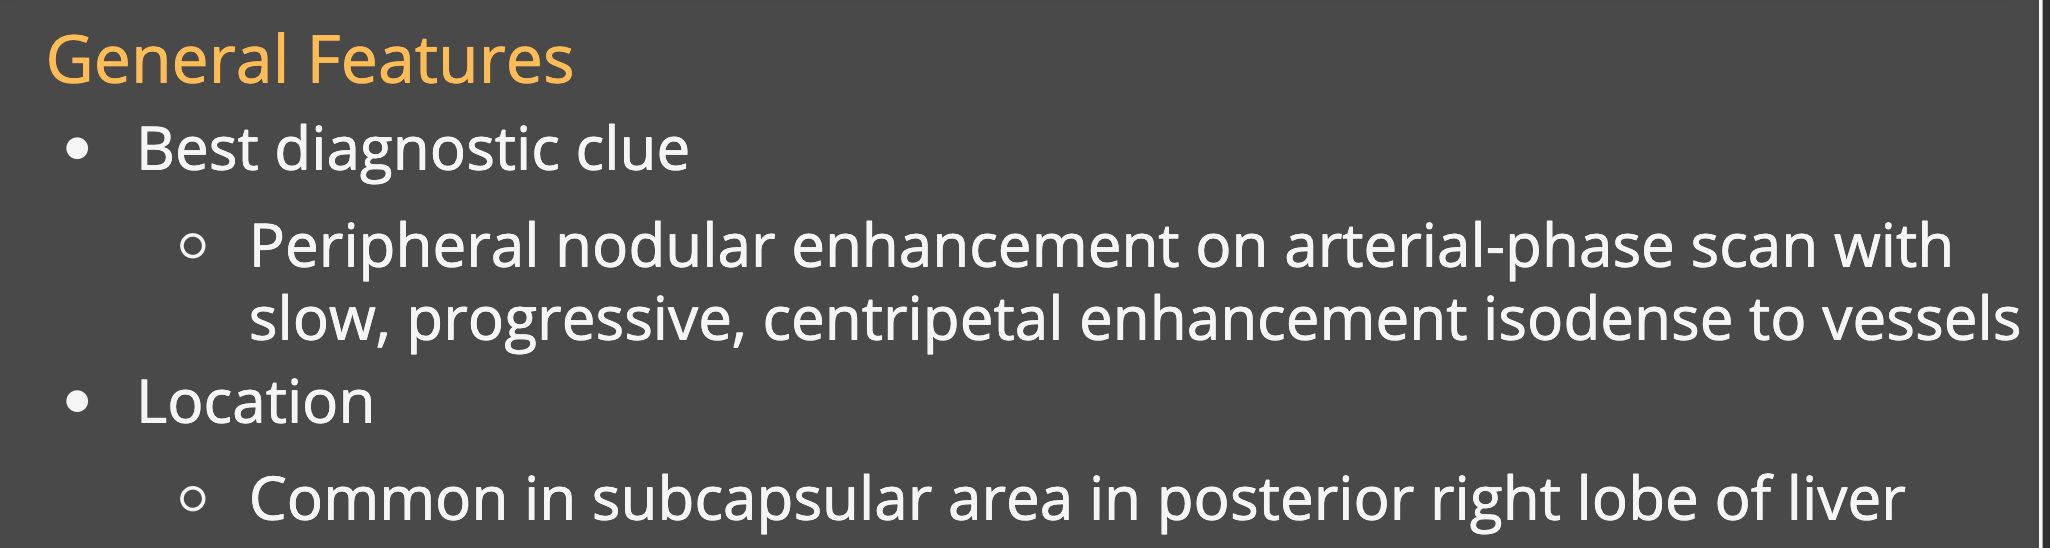 General Features
• Best diagnostic clue
○ Peripheral nodular enhancement on arterial-phase scan with
slow, progressive, centripetal enhancement isodense to vessels
• Location
○ Common in subcapsular area in posterior right lobe of liver